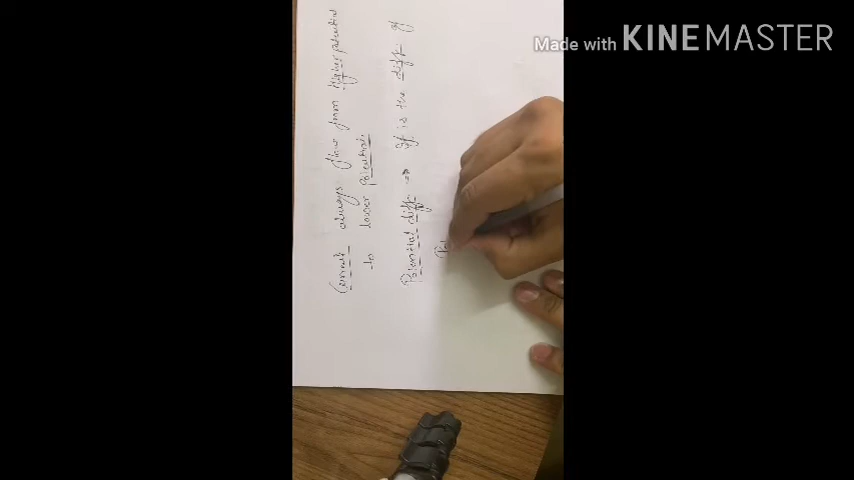 Made with KINEMASTER
Current always flow from higher potential
to lower potential.
Potential diff → It is the diff of
Pot